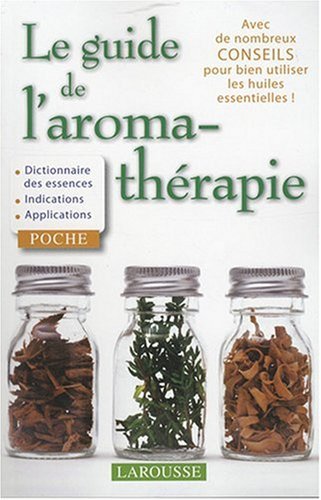 Le guide
de
l'aroma-
thérapie
Avec
de nombreux
CONSEILS
pour bien utiliser
les huiles
essentielles !
• Dictionnaire
des essences
• Indications
• Applications
POCHE
LAROUSSE